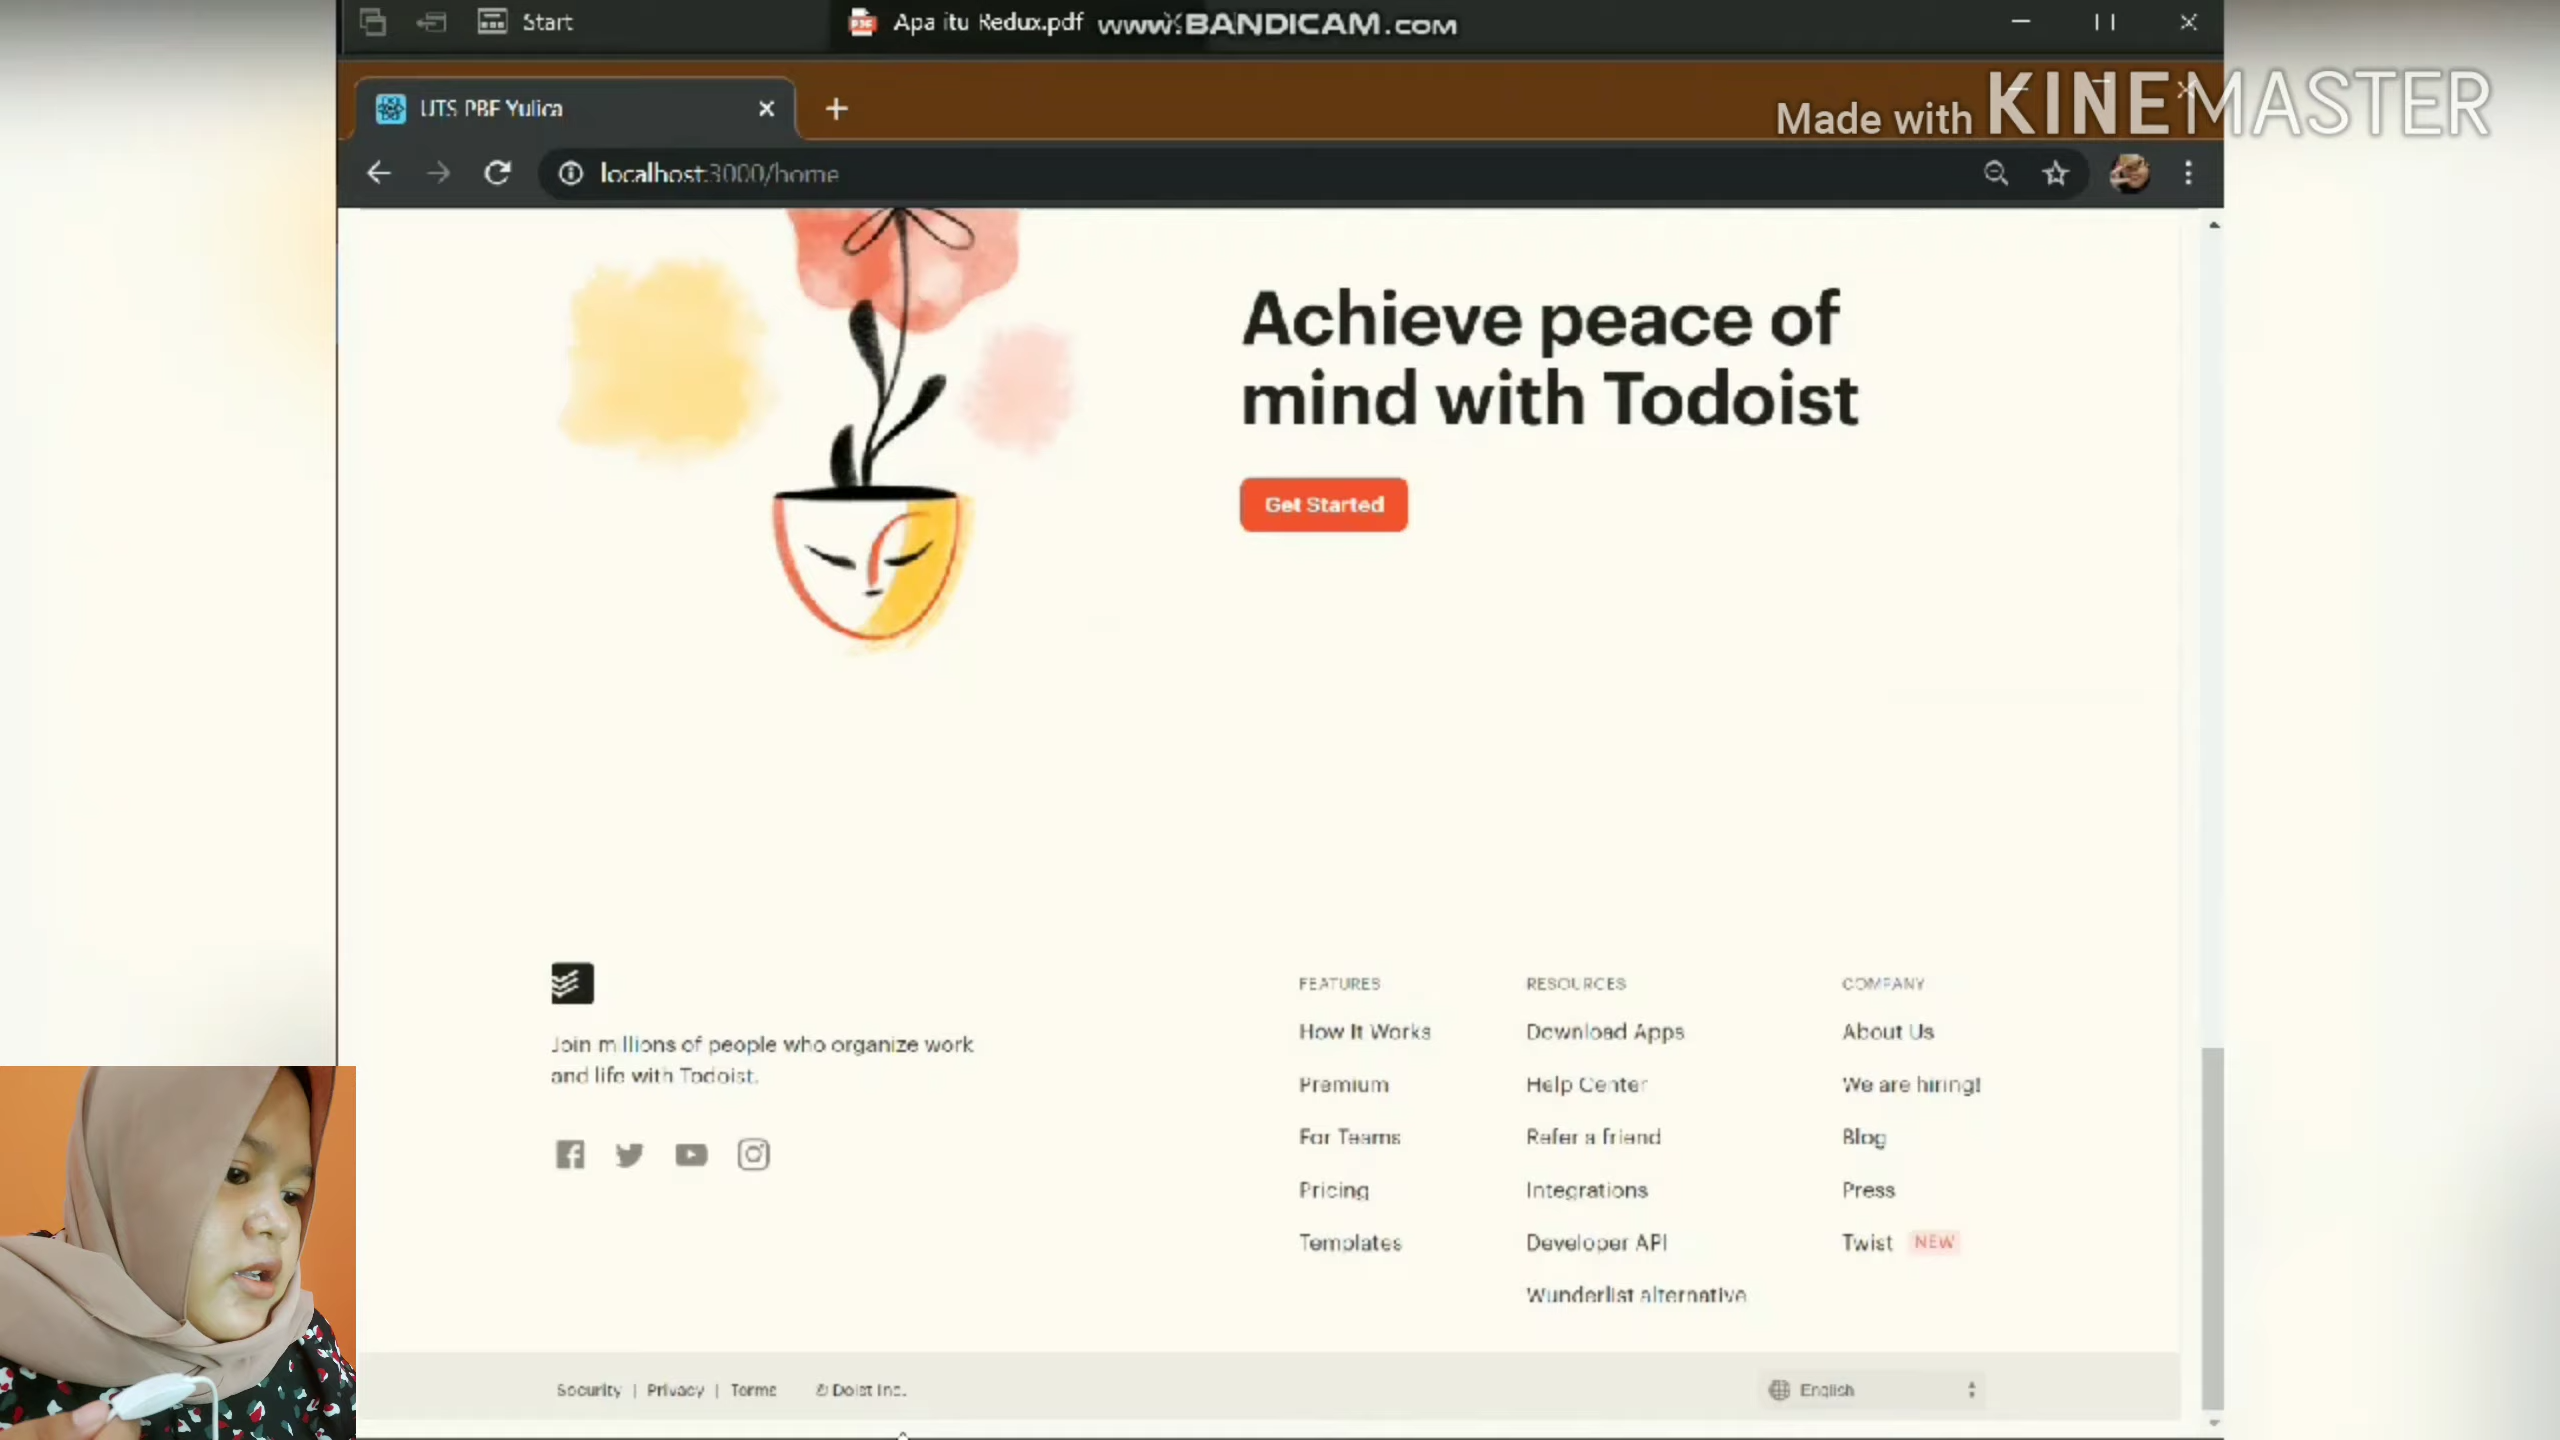 Start
Apa itu Redux.pdf
www.BANDICAM.com
UTS PBF Yulica
Made with KINEMASTER
localhost:3000/home
Achieve peace of
mind with Todoist
Get Started
Join millions of people who organize work
and life with Todoist.
FEATURES
How It Works
Premium
For Teams
Pricing
Templates
RESOURCES
Download Apps
Help Center
Refer a friend
Integrations
Developer API
Wunderlist alternative
COMPANY
About Us
We are hiring!
Blog
Press
Twist NEW
Security | Privacy | Terms © Doist Inc.
English